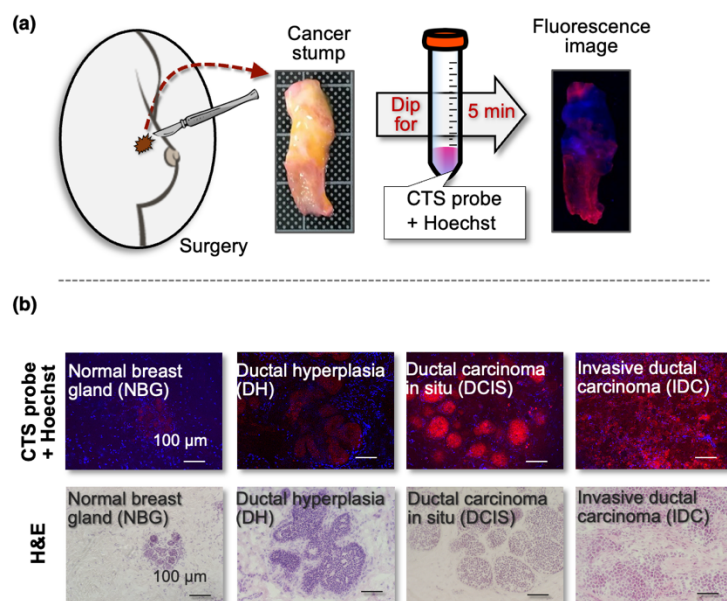 (a)
Cancer
stump
Fluorescence
image
Dip
for
5 min
CTS probe
+ Hoechst
Surgery
(b)
CTS probe
+ Hoechst
Normal breast
gland (NBG)
100 μm
Ductal hyperplasia
(DH)
Ductal carcinoma
in situ (DCIS)
Invasive ductal
carcinoma (IDC)
H&E
Normal breast
gland (NBG)
100 μm
Ductal hyperplasia
(DH)
Ductal carcinoma
in situ (DCIS)
Invasive ductal
carcinoma (IDC)